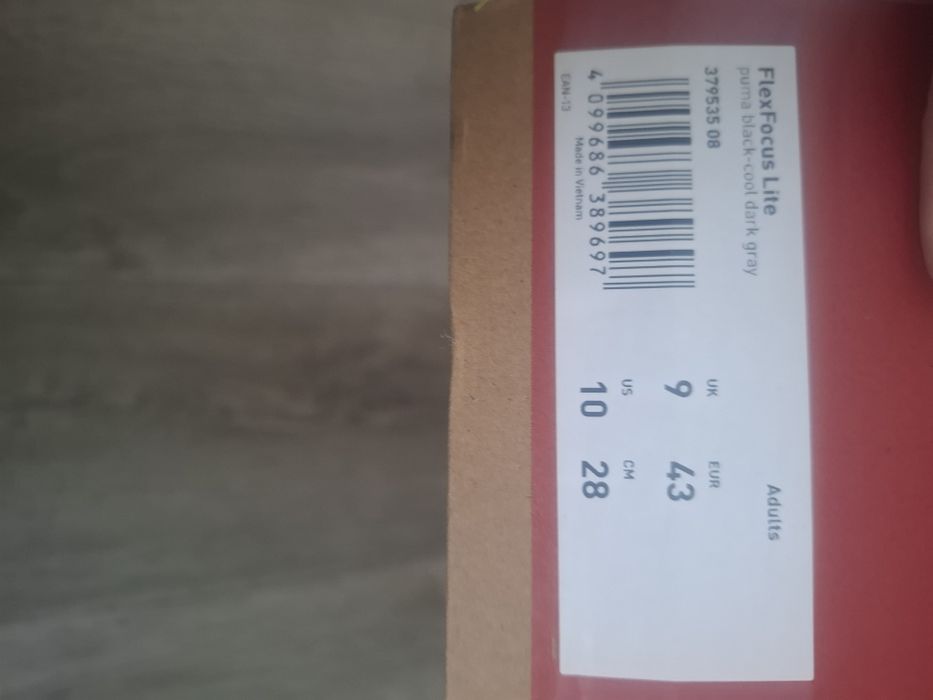 FlexFocus Lite
puma black-cool dark gray
Adults
379535 08
4 099686 389697
EAN-13
Made in Vietnam
UK EUR
9 43
US CM
10 28